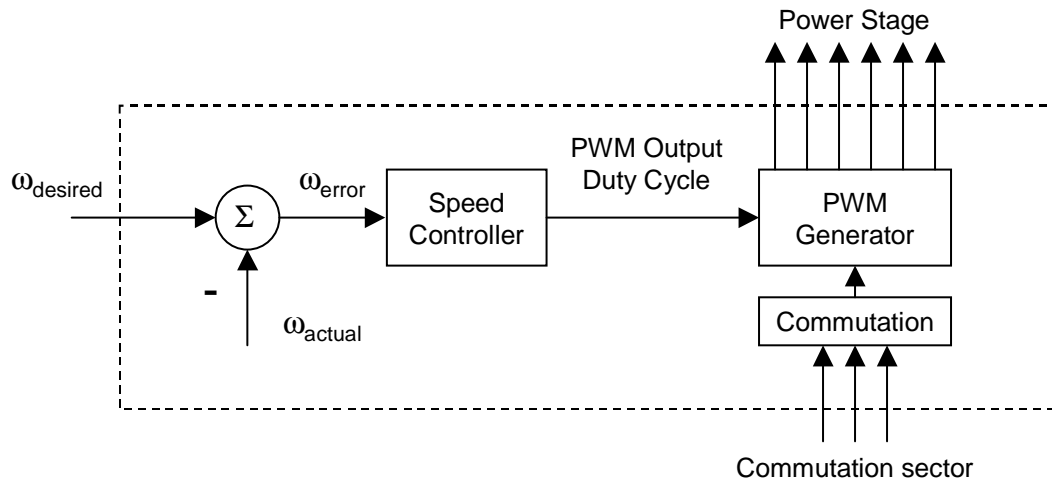 Power Stage
PWM Output
Duty Cycle
ωdesired
ωerror
Σ
Speed
Controller
PWM
Generator
-
ωactual
Commutation
Commutation sector